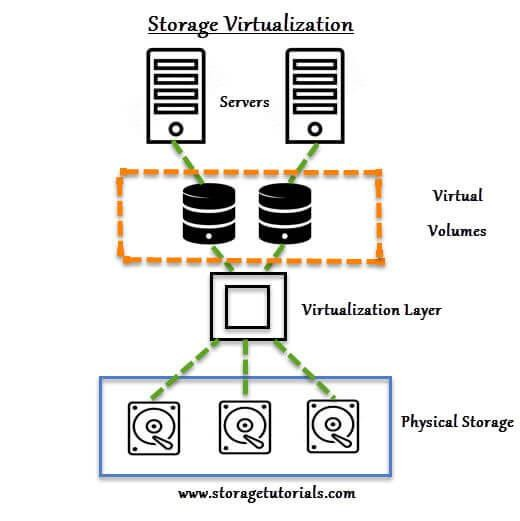 Storage Virtualization
Servers
Virtual
Volumes
Virtualization Layer
Physical Storage
www.storagetutorials.com